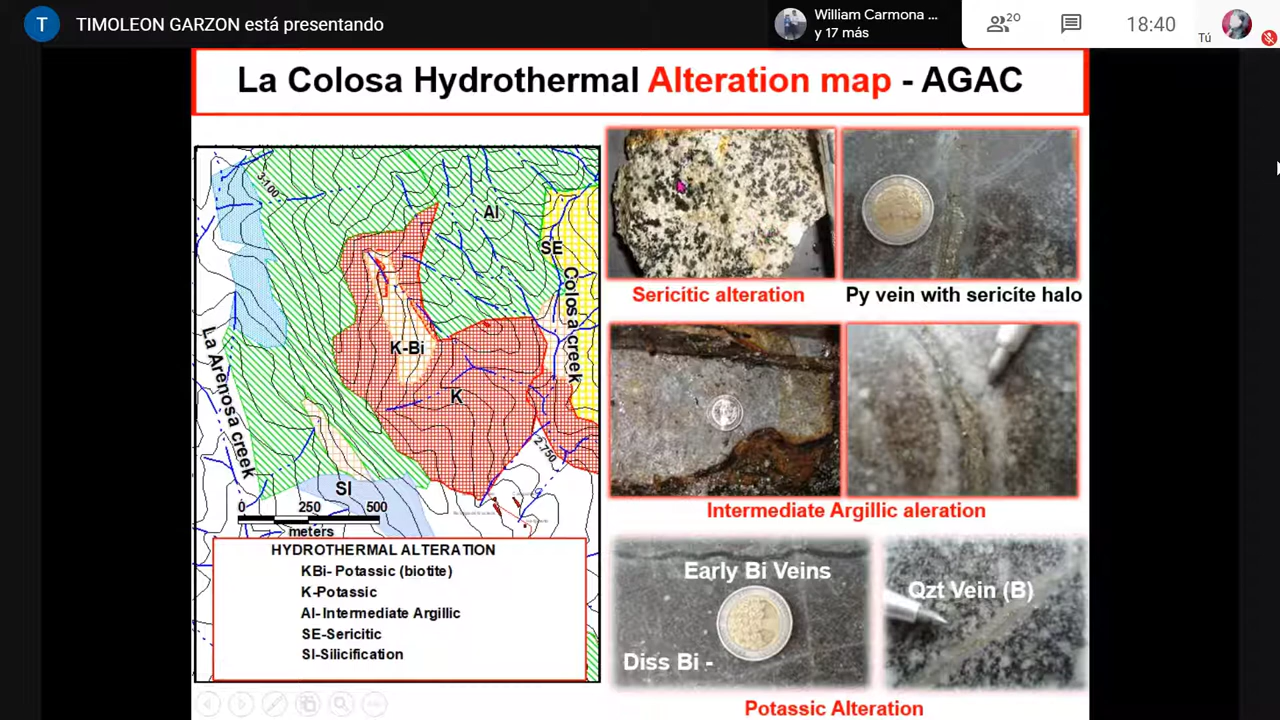 T TIMOLEON GARZON está presentando
William Carmona ...
y 17 más
20
18:40
Tú
La Colosa Hydrothermal Alteration map - AGAC
3.100
AI
SE
Colosa creek
K-Bi
La Arenosa creek
K
2.750
SI
0 250 500
meters
HYDROTHERMAL ALTERATION
KBi- Potassic (biotite)
K-Potassic
AI-Intermediate Argillic
SE-Sericitic
SI-Silicification
Sericitic alteration
Py vein with sericite halo
Intermediate Argillic aleration
Early Bi Veins
Diss Bi -
Qzt Vein (B)
Potassic Alteration